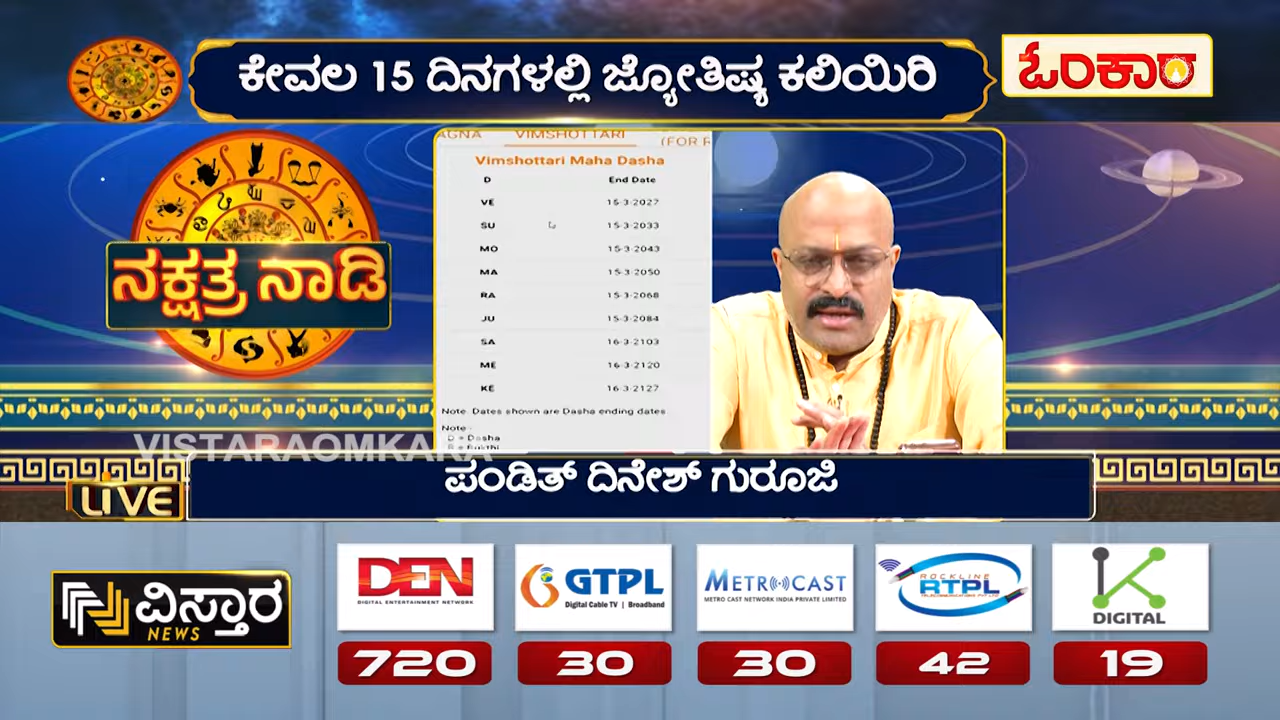 ಕೇವಲ 15 ದಿನಗಳಲ್ಲಿ ಜ್ಯೋತಿಷ್ಯ ಕಲಿಯಿರಿ
ಓಂಕಾರ
ನಕ್ಷತ್ರ ನಾಡಿ
AGNA VIMSHOTTARI (FOR R
Vimshottari Maha Dasha
D End Date
VE 15-3-2027
SU 15-3-2033
MO 15-3-2043
MA 15-3-2050
RA 15-3-2068
JU 15-3-2084
SA 16-3-2103
ME 16-3-2120
KE 16-3-2127
Note: Dates shown are Dasha ending dates
Note -
D = Dasha
VISTARAOMKARA
LIVE
ಪಂಡಿತ್ ದಿನೇಶ್ ಗುರೂಜಿ
ವಿಸ್ತಾರ
NEWS
DEN
DIGITAL ENTERTAINMENT NETWORK
720
GTPL
Digital Cable TV | Broadband
30
METROCAST
METRO CAST NETWORK INDIA PRIVATE LIMITED
30
ROCKLINE
RTCL
42
K
DIGITAL
19